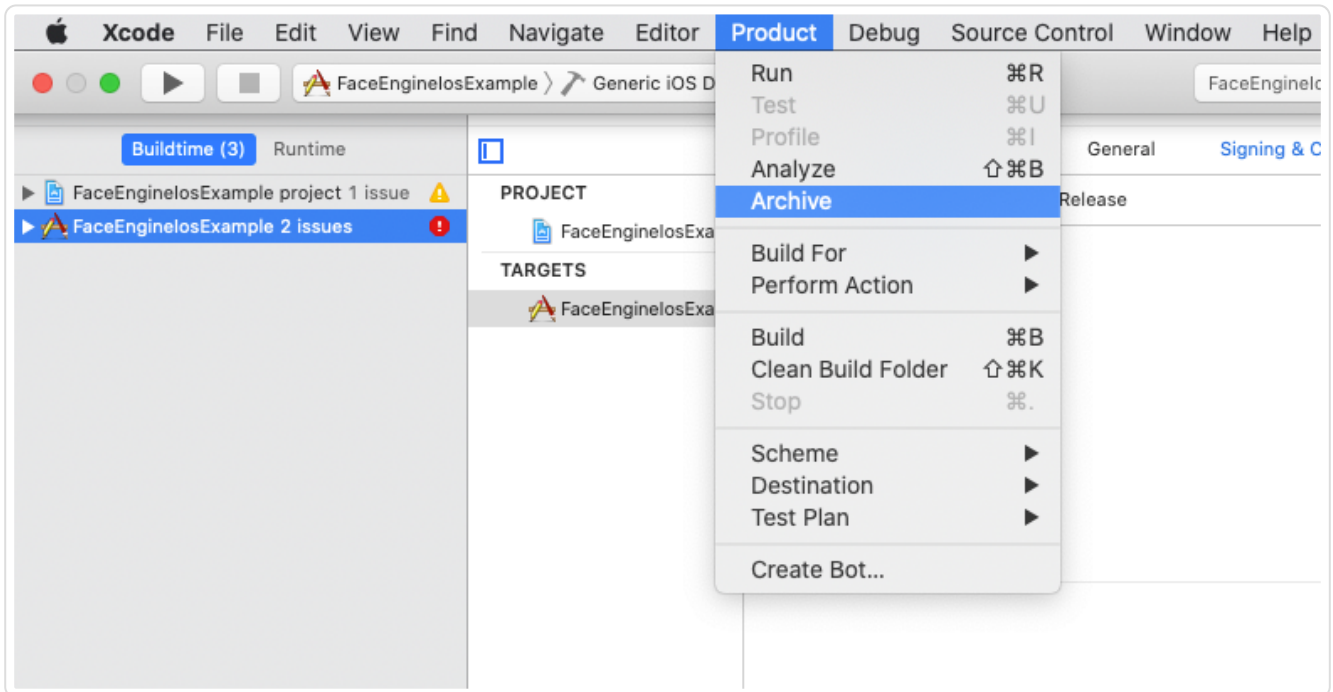 Xcode File Edit View Find Navigate Editor Product Debug Source Control Window Help
FaceEngineIosExample 〉 Generic iOS D
FaceEngineIo
Buildtime (3) Runtime
FaceEngineIosExample project 1 issue
FaceEngineIosExample 2 issues
PROJECT
FaceEngineIosExa
TARGETS
FaceEngineIosExa
Run ⌘R
Test ⌘U
Profile ⌘I
Analyze ⇧⌘B
Archive
Build For ▶
Perform Action ▶
Build ⌘B
Clean Build Folder ⇧⌘K
Stop ⌘.
Scheme ▶
Destination ▶
Test Plan ▶
Create Bot...
General Signing & C
Release